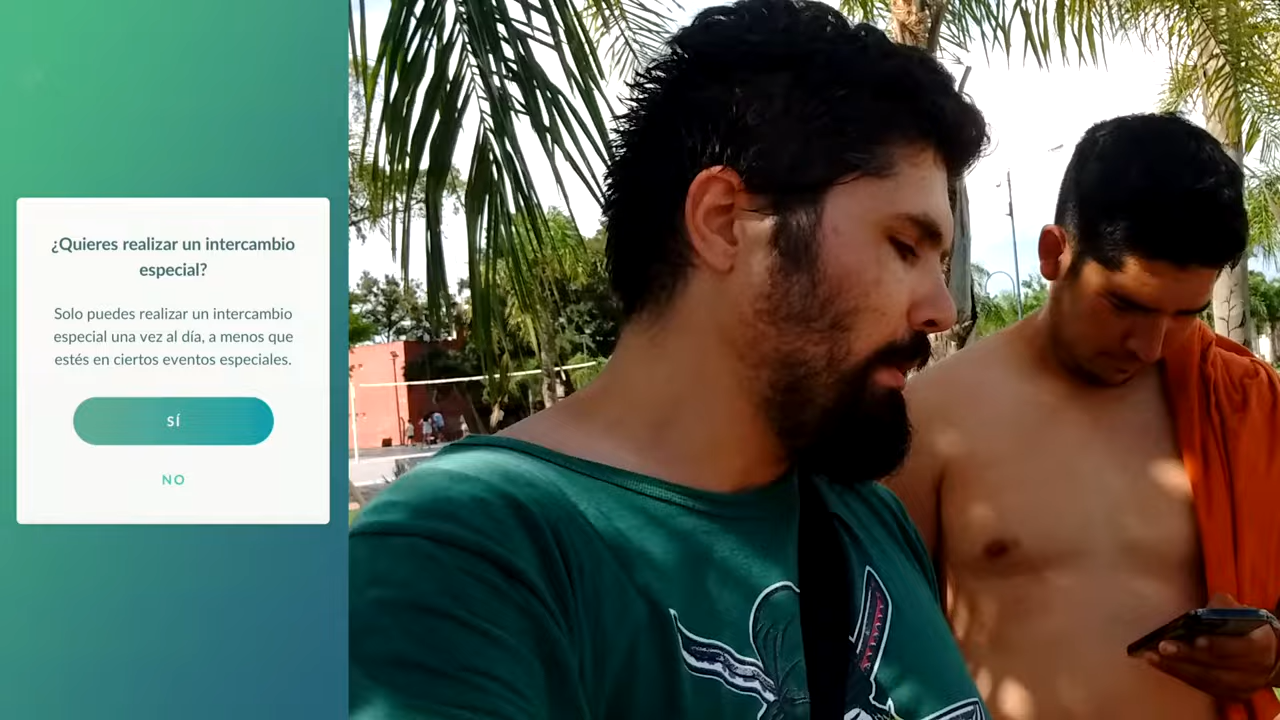 ¿Quieres realizar un intercambio
especial?
Solo puedes realizar un intercambio
especial una vez al día, a menos que
estés en ciertos eventos especiales.
SÍ
NO